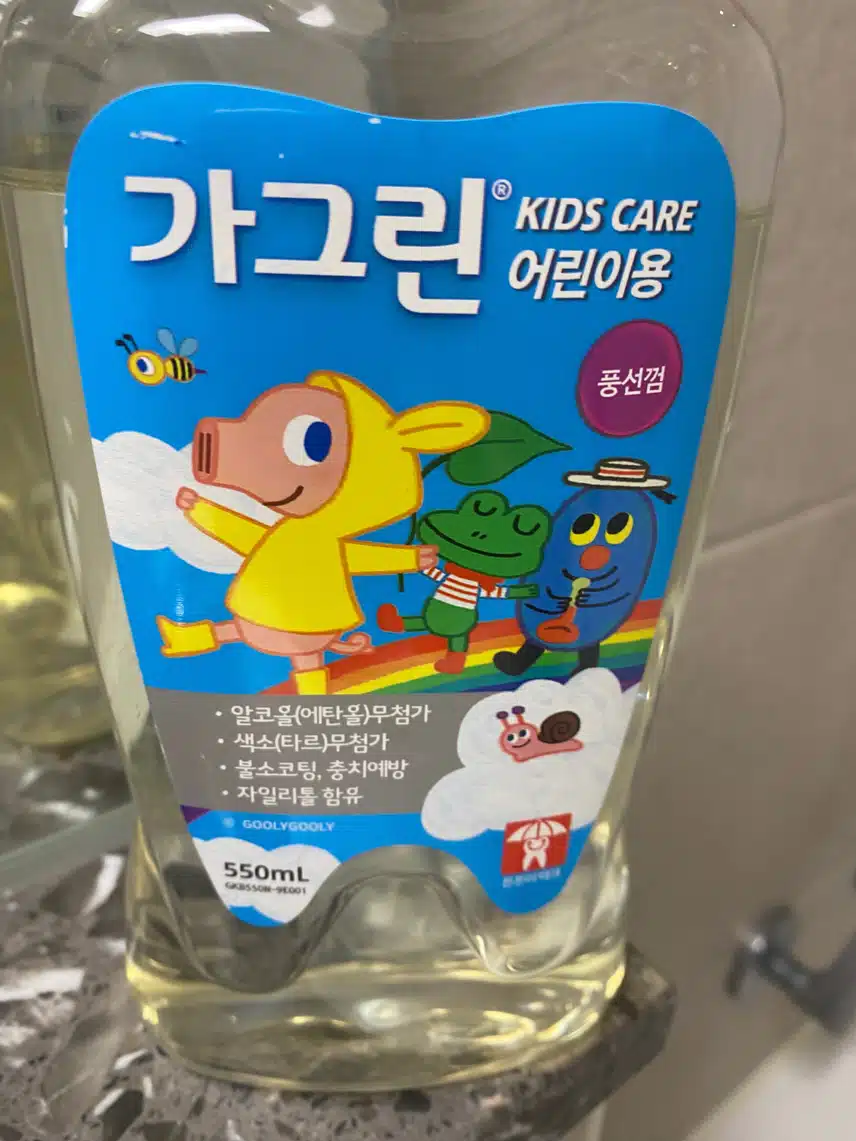 가그린®
KIDS CARE
어린이용
풍선껌
• 알코올(에탄올)무첨가
• 색소(타르)무첨가
• 불소코팅, 충치예방
• 자일리톨 함유
© GOOLYGOOLY
550mL
GKB550N-9E001